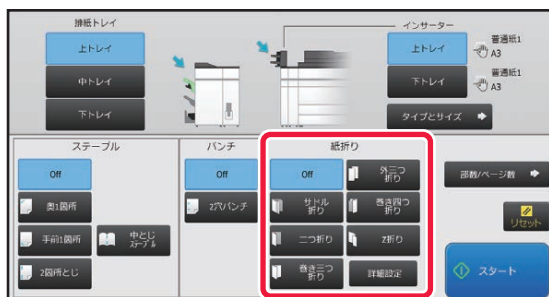 排紙トレイ
上トレイ
中トレイ
下トレイ
インサーター
上トレイ
普通紙1
A3
下トレイ
普通紙1
A3
タイプとサイズ
ステープル
Off
奥1箇所
手前1箇所
2箇所とじ
中とじ
ステープル
パンチ
Off
2穴パンチ
紙折り
Off
サドル
折り
二つ折り
巻き三つ
折り
外三つ
折り
巻き四つ
折り
Z折り
詳細設定
部数/ページ数
リセット
スタート